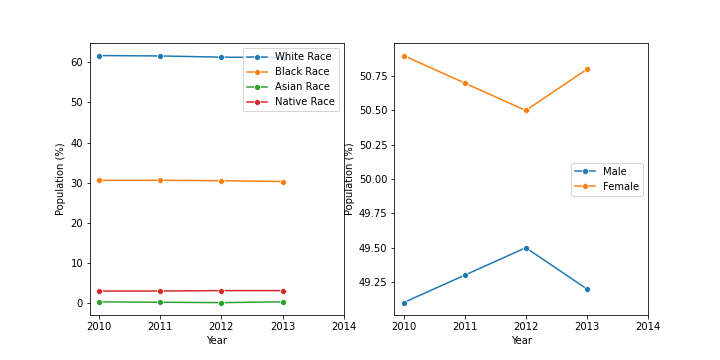 White Race
Black Race
Asian Race
Native Race
60
50
40
30
20
10
0
Population (%)
2010 2011 2012 2013 2014
Year
50.75
50.50
50.25
50.00
49.75
49.50
49.25
Population (%)
Male
Female
2010 2011 2012 2013 2014
Year